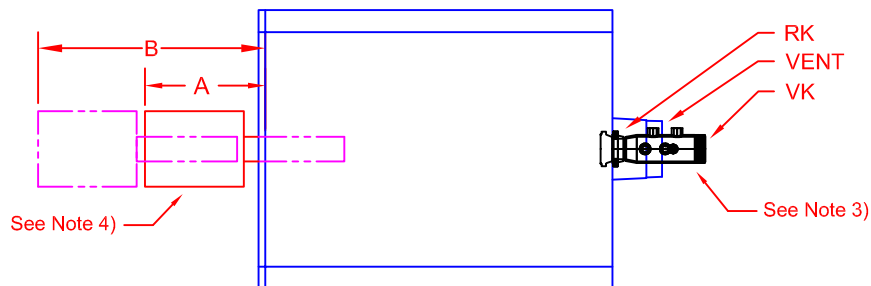 RK
B
VENT
A
VK
See Note 3)
See Note 4)